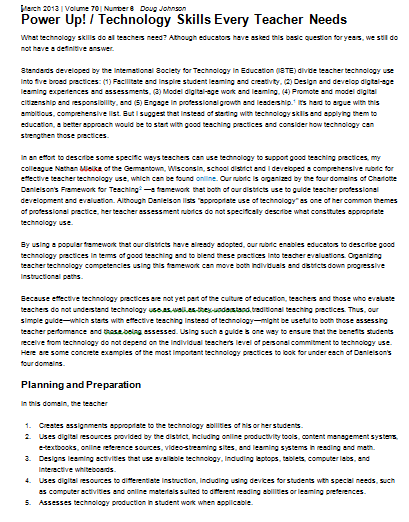 March 2013 | Volume 70 | Number 6 Doug Johnson
Power Up! / Technology Skills Every Teacher Needs
What technology skills do all teachers need? Although educators have asked this basic question for years, we still do
not have a definitive answer.
Standards developed by the International Society for Technology in Education (ISTE) divide teacher technology use
into five broad practices: (1) Facilitate and inspire student learning and creativity, (2) Design and develop digital-age
learning experiences and assessments, (3) Model digital-age work and learning, (4) Promote and model digital
citizenship and responsibility, and (5) Engage in professional growth and leadership.¹ It's hard to argue with this
ambitious, comprehensive list. But I suggest that instead of starting with technology skills and applying them to
education, a better approach would be to start with good teaching practices and consider how technology can
strengthen those practices.
In an effort to describe some specific ways teachers can use technology to support good teaching practices, my
colleague Nathan Mielke of the Germantown, Wisconsin, school district and I developed a comprehensive rubric for
effective teacher technology use, which can be found online. Our rubric is organized by the four domains of Charlotte
Danielson's Framework for Teaching² —a framework that both of our districts use to guide teacher professional
development and evaluation. Although Danielson lists "appropriate use of technology" as one of her common themes
of professional practice, her teacher assessment rubrics do not specifically describe what constitutes appropriate
technology use.
By using a popular framework that our districts have already adopted, our rubric enables educators to describe good
technology practices in terms of good teaching and to blend these practices into teacher evaluations. Organizing
teacher technology competencies using this framework can move both individuals and districts down progressive
instructional paths.
Because effective technology practices are not yet part of the culture of education, teachers and those who evaluate
teachers do not understand technology use as well as they understand traditional teaching practices. Thus, our
simple guide—which starts with effective teaching instead of technology—might be useful to both those assessing
teacher performance and those being assessed. Using such a guide is one way to ensure that the benefits students
receive from technology do not depend on the individual teacher's level of personal commitment to technology use.
Here are some concrete examples of the most important technology practices to look for under each of Danielson's
four domains.
Planning and Preparation
In this domain, the teacher
1. Creates assignments appropriate to the technology abilities of his or her students.
2. Uses digital resources provided by the district, including online productivity tools, content management systems,
e-textbooks, online reference sources, video-streaming sites, and learning systems in reading and math.
3. Designs learning activities that use available technology, including laptops, tablets, computer labs, and
interactive whiteboards.
4. Uses digital resources to differentiate instruction, including using devices for students with special needs, such
as computer activities and online materials suited to different reading abilities or learning preferences.
5. Assesses technology production in student work when applicable.